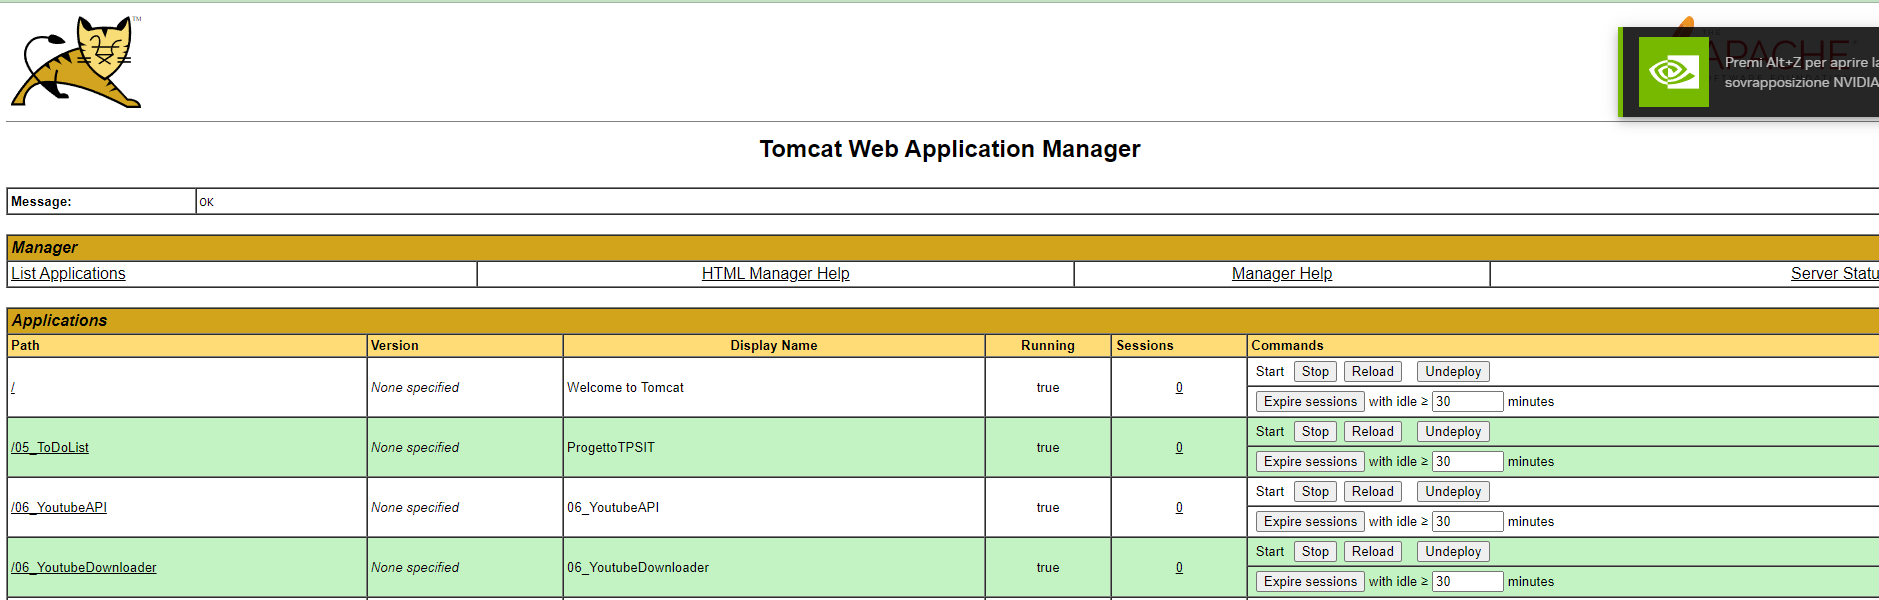 TM
THE
APACHE
Premi Alt+Z per aprire la
sovrapposizione NVIDIA
Tomcat Web Application Manager
Message: OK
Manager
List Applications HTML Manager Help Manager Help Server Statu
Applications
Path Version Display Name Running Sessions Commands
/ None specified Welcome to Tomcat true 0 Start Stop Reload Undeploy
Expire sessions with idle ≥ 30 minutes
/05_ToDoList None specified ProgettoTPSIT true 0 Start Stop Reload Undeploy
Expire sessions with idle ≥ 30 minutes
/06_YoutubeAPI None specified 06_YoutubeAPI true 0 Start Stop Reload Undeploy
Expire sessions with idle ≥ 30 minutes
/06_YoutubeDownloader None specified 06_YoutubeDownloader true 0 Start Stop Reload Undeploy
Expire sessions with idle ≥ 30 minutes